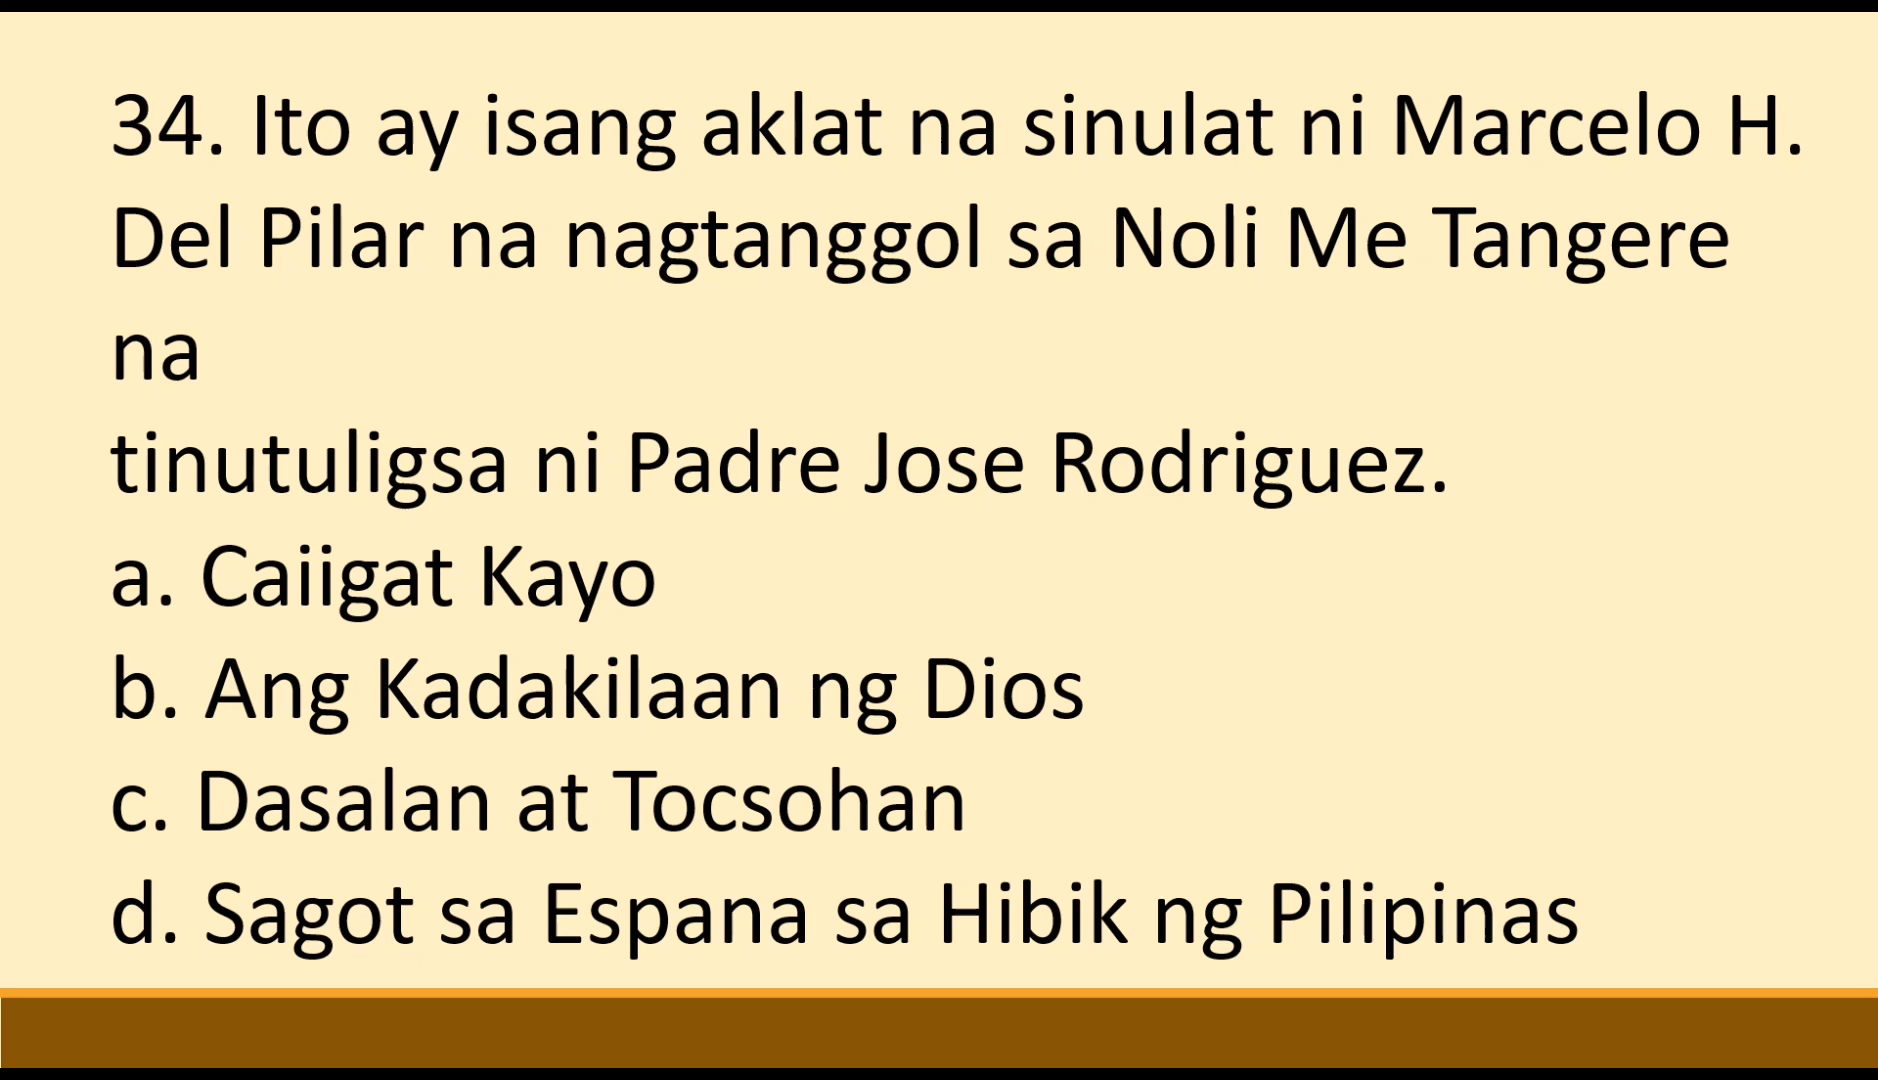 34. Ito ay isang aklat na sinulat ni Marcelo H.
Del Pilar na nagtanggol sa Noli Me Tangere
na
tinutuligsa ni Padre Jose Rodriguez.
a. Caiigat Kayo
b. Ang Kadakilaan ng Dios
c. Dasalan at Tocsohan
d. Sagot sa Espana sa Hibik ng Pilipinas